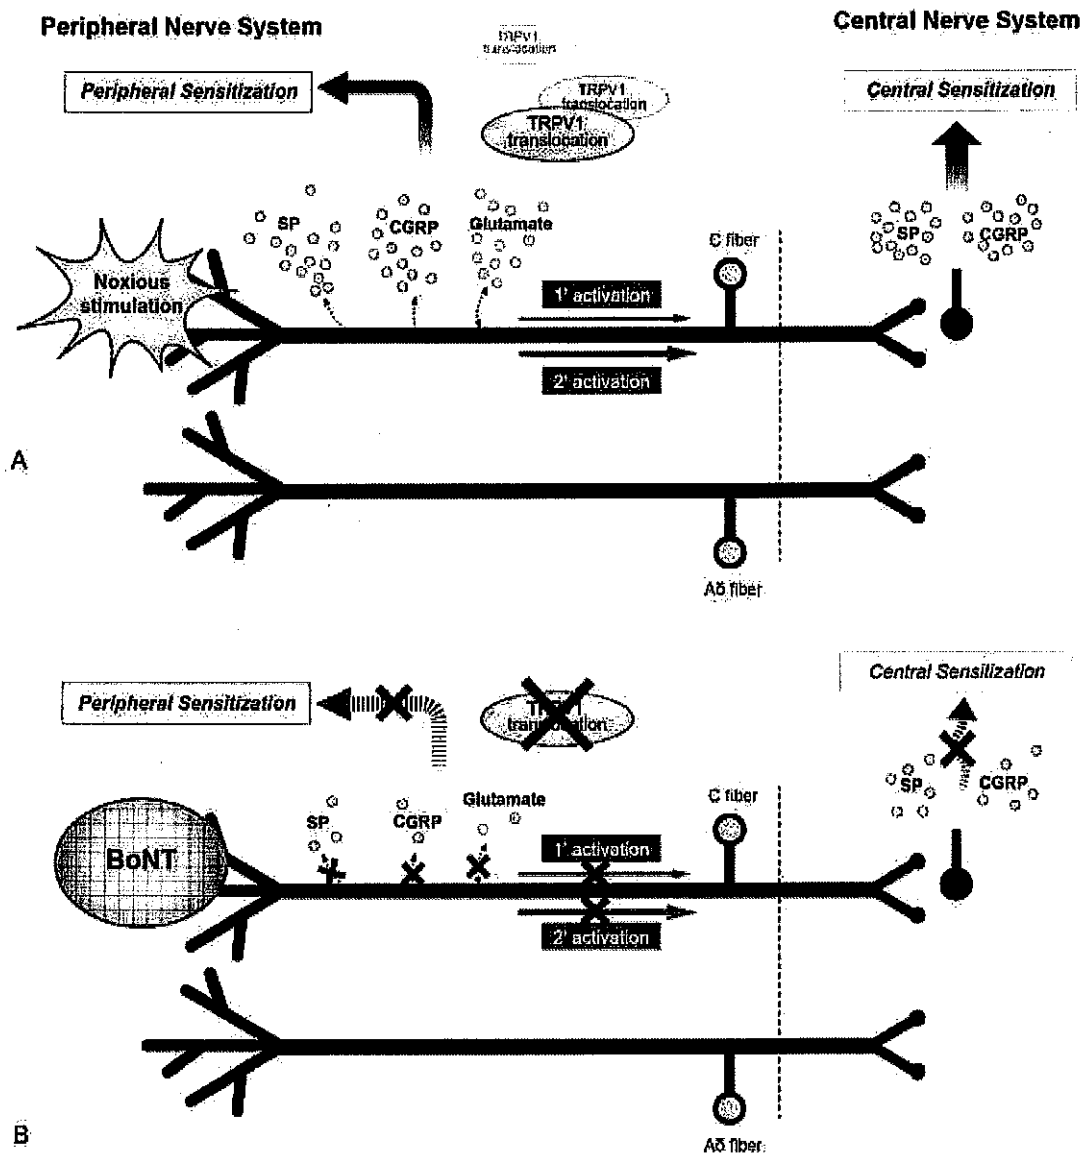 Peripheral Nerve System
Central Nerve System
TRPV1
translocation
Peripheral Sensitization
Central Sensitization
TRPV1
translocation
TRPV1
translocation
SP
CGRP
Glutamate
C fiber
SP
CGRP
Noxious
stimulation
1' activation
2' activation
A
Aδ fiber
Central Sensitization
Peripheral Sensitization
TRPV1
translocation
SP
CGRP
Glutamate
C fiber
SP
CGRP
BoNT
1' activation
2' activation
B
Aδ fiber